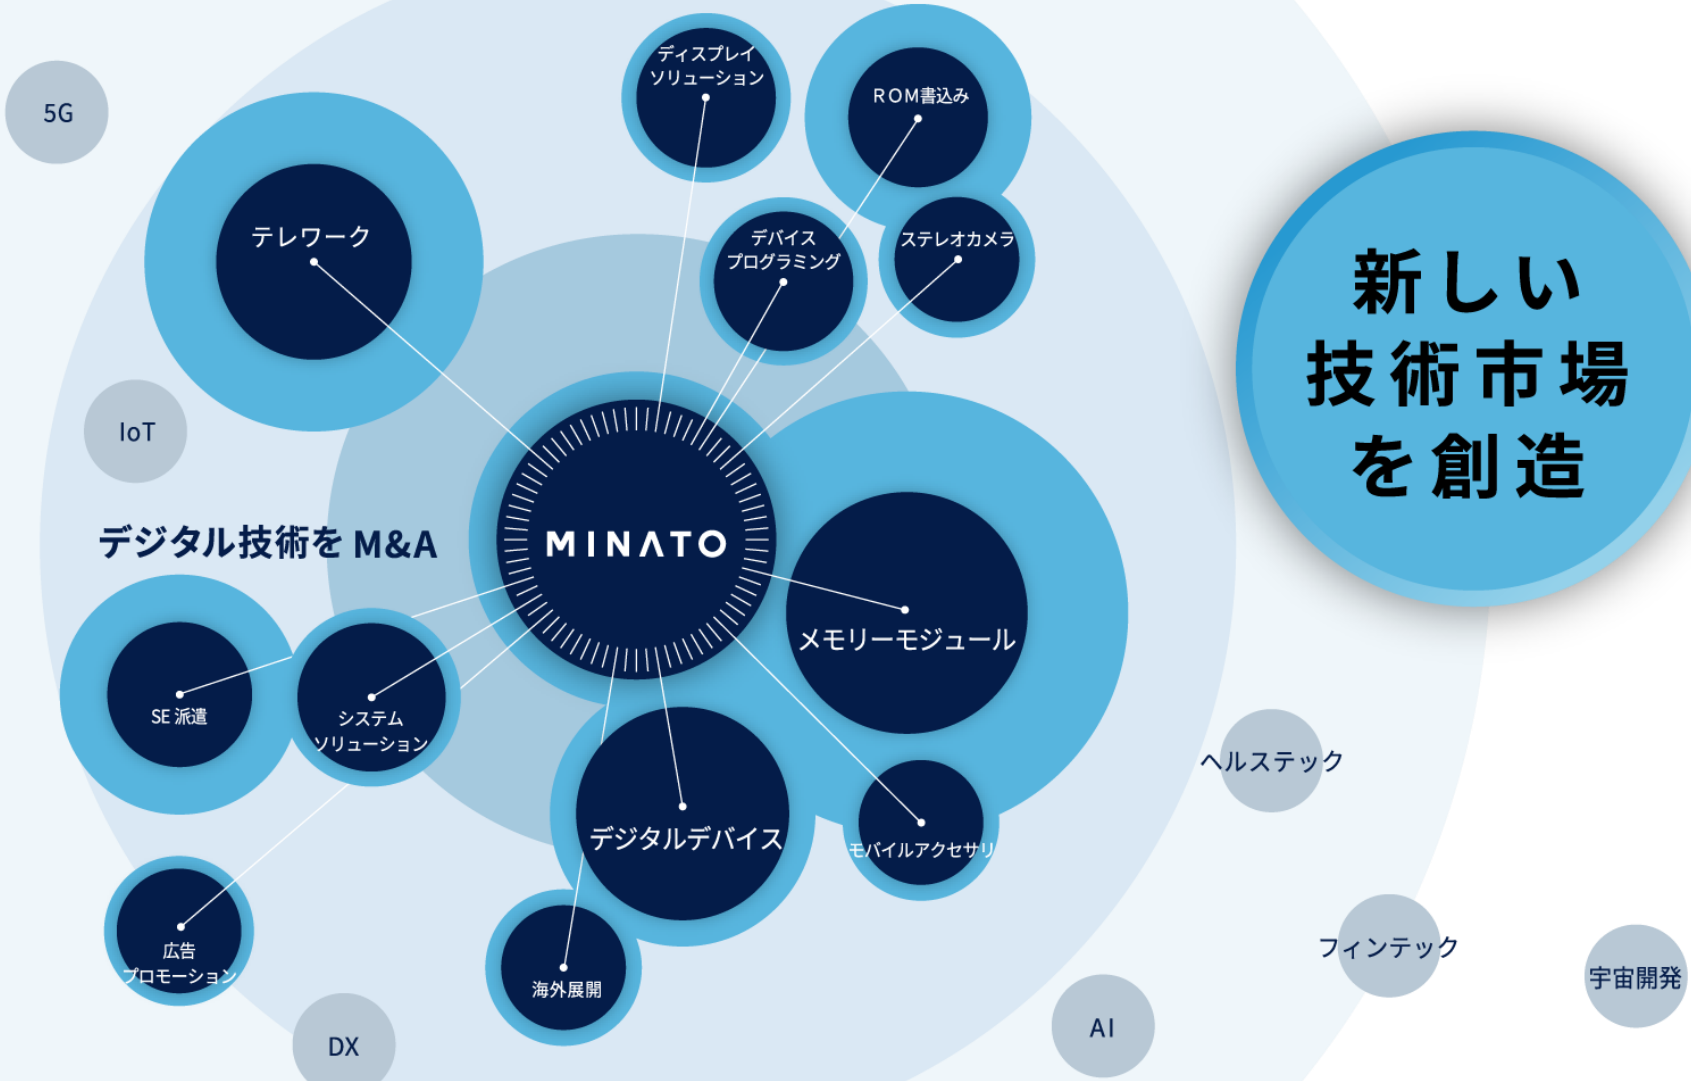 ディスプレイ
ソリューション
ROM書込み
5G
テレワーク
デバイス
プログラミング
ステレオカメラ
新しい
技術市場
を創造
IoT
デジタル技術を M&A
MINATO
メモリーモジュール
SE 派遣
システム
ソリューション
ヘルステック
デジタルデバイス
モバイルアクセサリ
広告
プロモーション
海外展開
フィンテック
宇宙開発
DX
AI